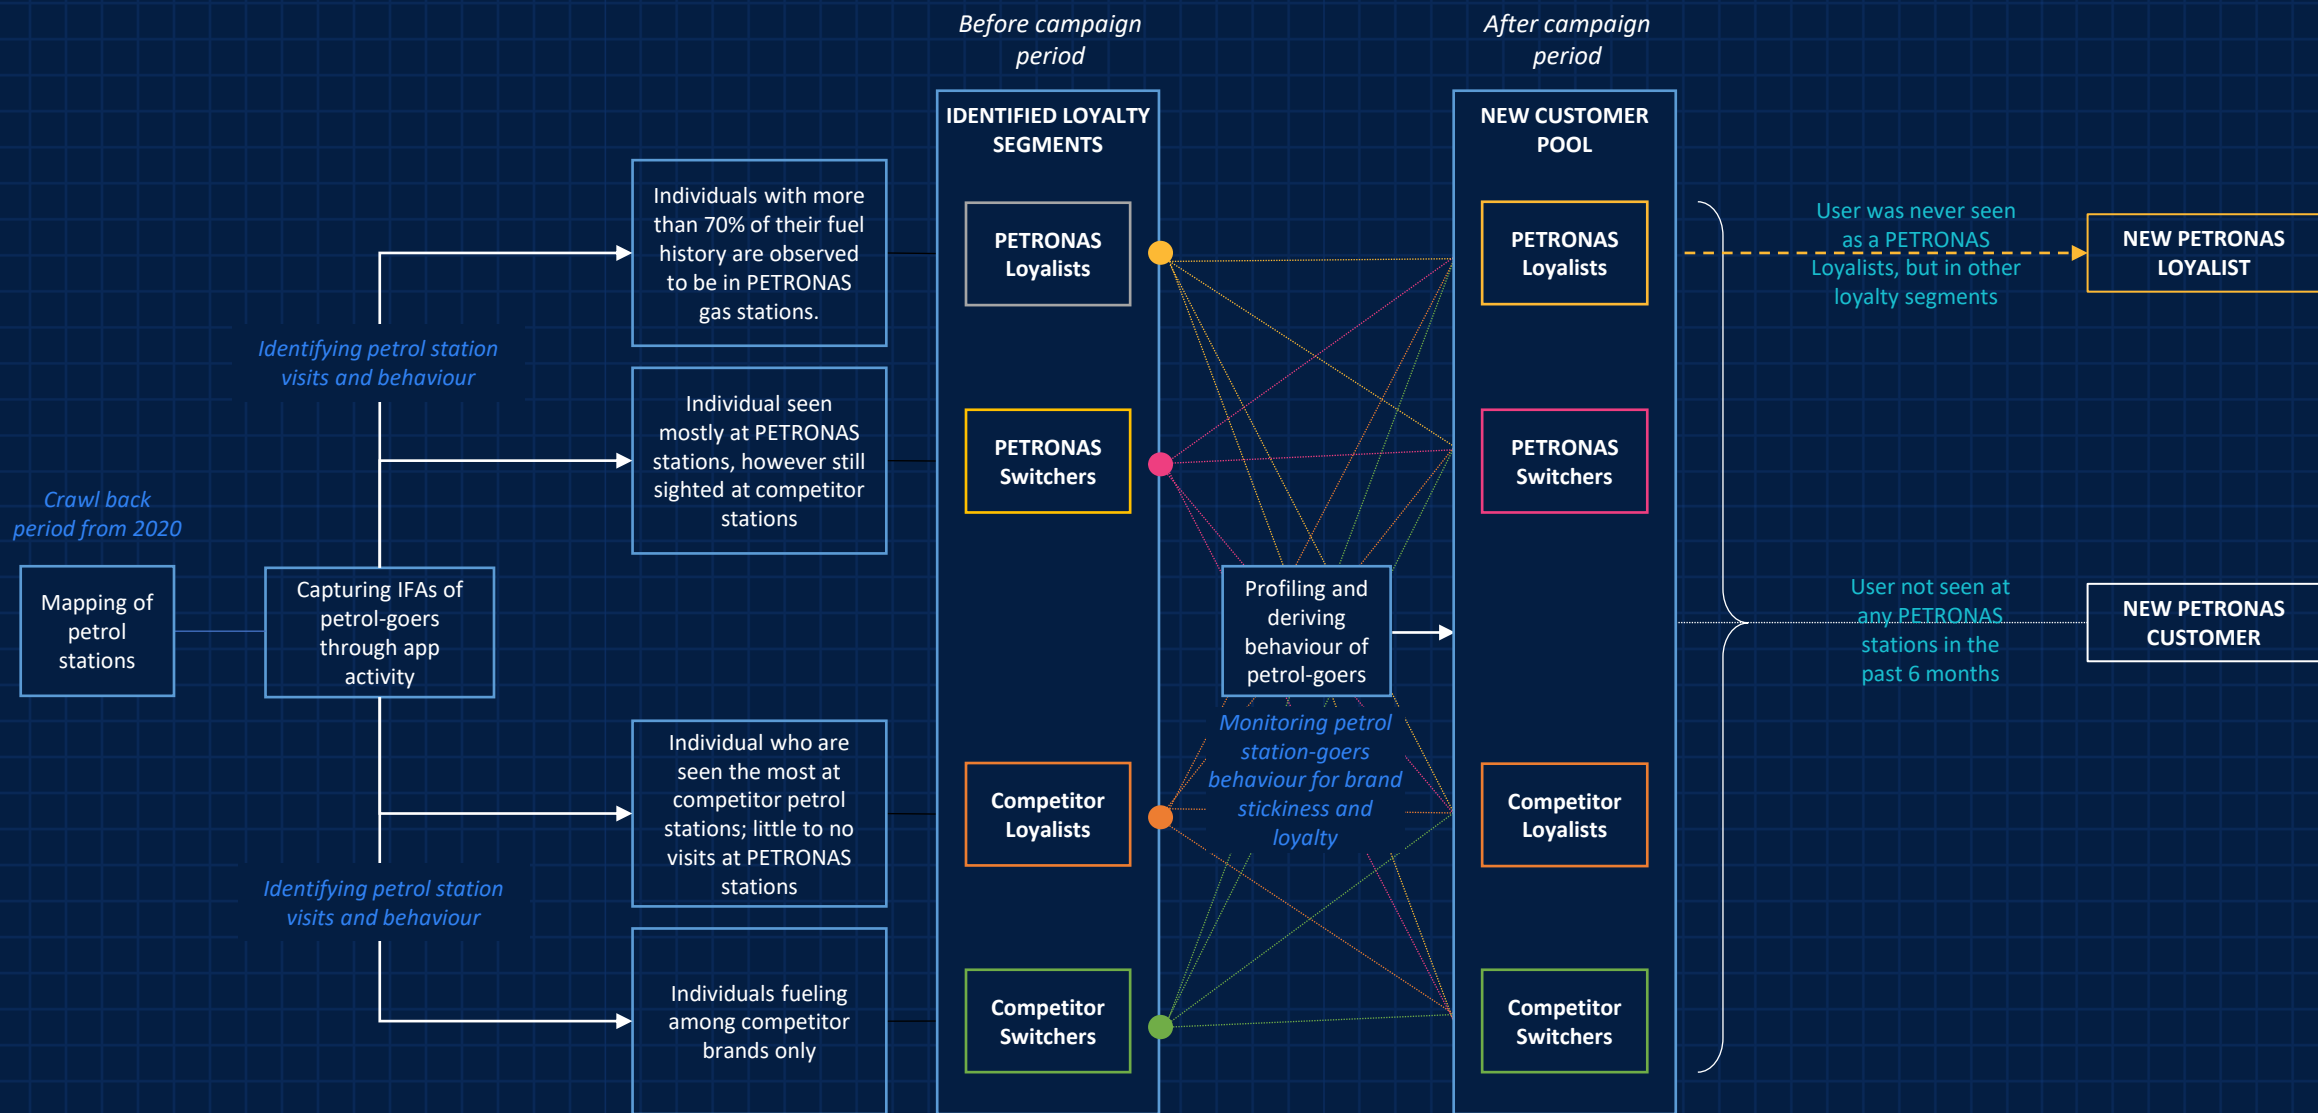 Before campaign
period
After campaign
period
Crawl back
period from 2020
Mapping of
petrol
stations
Capturing IFAs of
petrol-goers
through app
activity
Identifying petrol station
visits and behaviour
Identifying petrol station
visits and behaviour
Individuals with more
than 70% of their fuel
history are observed
to be in PETRONAS
gas stations.
Individual seen
mostly at PETRONAS
stations, however still
sighted at competitor
stations
Individual who are
seen the most at
competitor petrol
stations; little to no
visits at PETRONAS
stations
Individuals fueling
among competitor
brands only
IDENTIFIED LOYALTY
SEGMENTS
PETRONAS
Loyalists
PETRONAS
Switchers
Competitor
Loyalists
Competitor
Switchers
Profiling and
deriving
behaviour of
petrol-goers
Monitoring petrol
station-goers
behaviour for brand
stickiness and
loyalty
NEW CUSTOMER
POOL
PETRONAS
Loyalists
PETRONAS
Switchers
Competitor
Loyalists
Competitor
Switchers
User was never seen
as a PETRONAS
Loyalists, but in other
loyalty segments
NEW PETRONAS
LOYALIST
User not seen at
any PETRONAS
stations in the
past 6 months
NEW PETRONAS
CUSTOMER